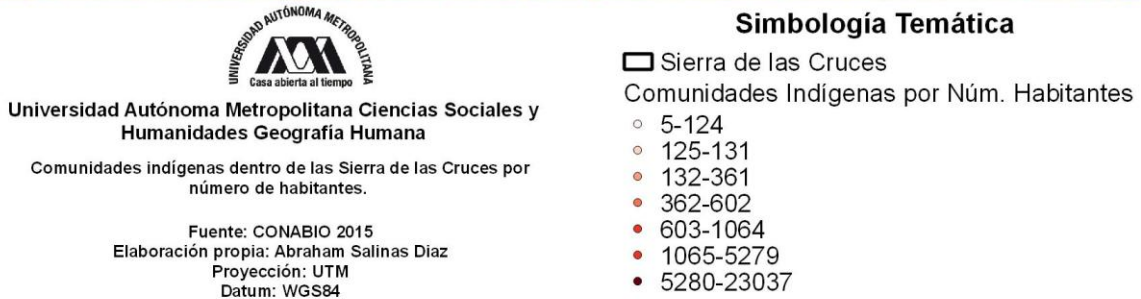 UNIVERSIDAD AUTÓNOMA METROPOLITANA
Casa abierta al tiempo
Universidad Autónoma Metropolitana Ciencias Sociales y
Humanidades Geografía Humana
Comunidades indígenas dentro de las Sierra de las Cruces por
número de habitantes.
Fuente: CONABIO 2015
Elaboración propia: Abraham Salinas Diaz
Proyección: UTM
Datum: WGS84
Simbología Temática
Sierra de las Cruces
Comunidades Indígenas por Núm. Habitantes
5-124
125-131
132-361
362-602
603-1064
1065-5279
5280-23037